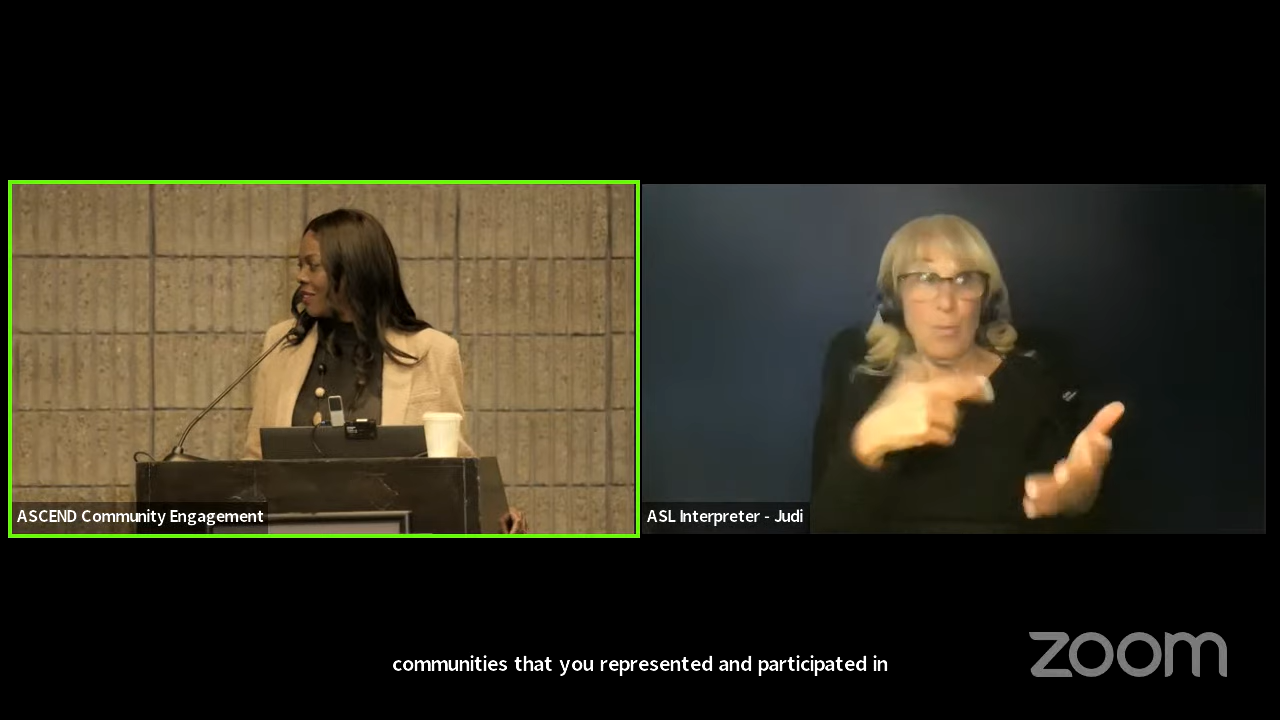 ASCEND Community Engagement
ASL Interpreter - Judi
communities that you represented and participated in
zoom